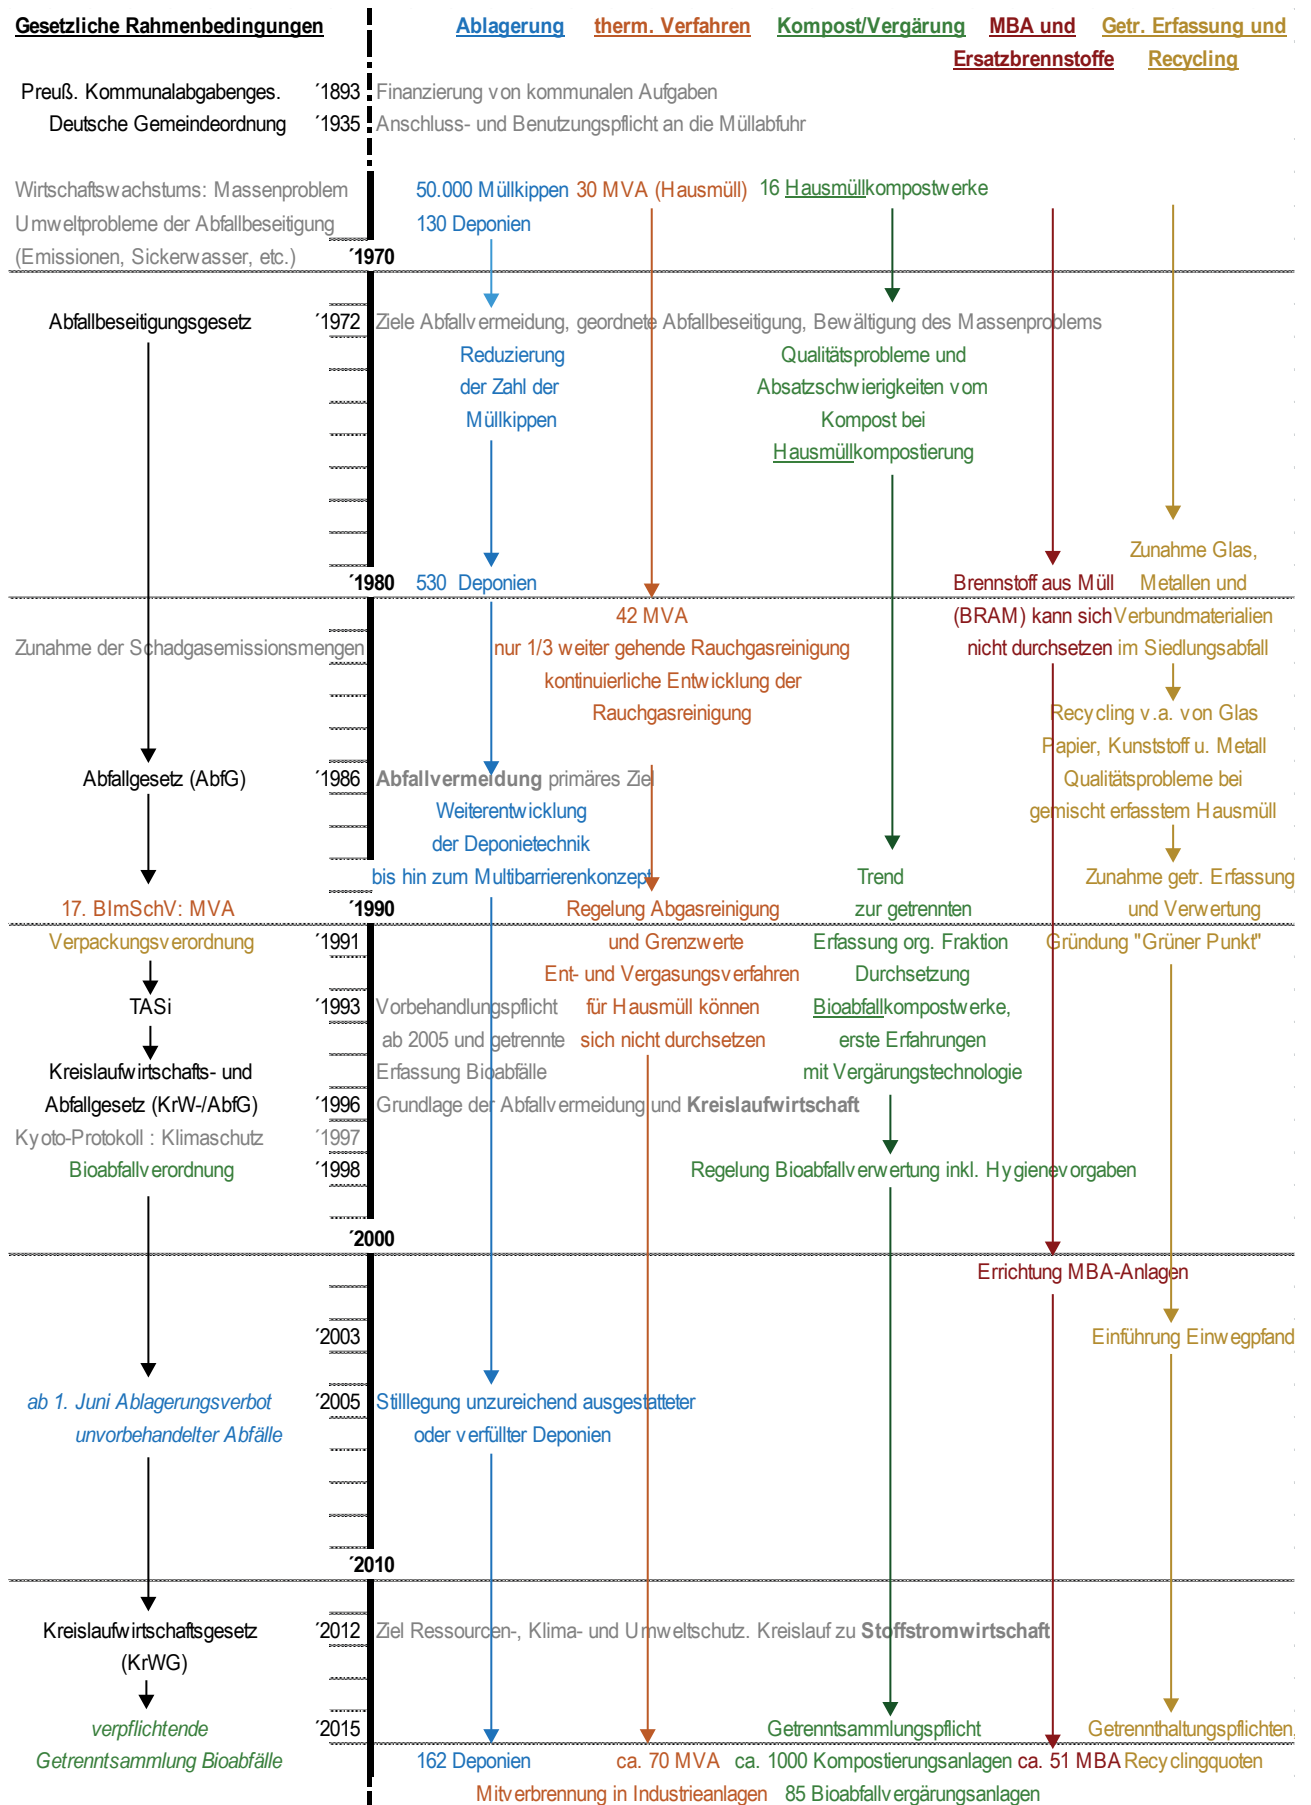 Gesetzliche Rahmenbedingungen Ablagerung therm. Verfahren Kompost/Vergärung MBA und Getr. Erfassung und
Ersatzbrennstoffe Recycling
Preuß. Kommunalabgabenges. ´1893 Finanzierung von kommunalen Aufgaben
Deutsche Gemeindeordnung ´1935 Anschluss- und Benutzungspflicht an die Müllabfuhr
Wirtschaftswachstums: Massenproblem 50.000 Müllkippen 30 MVA (Hausmüll) 16 Hausmüllkompostwerke
Umweltprobleme der Abfallbeseitigung 130 Deponien
(Emissionen, Sickerwasser, etc.) ´1970
Abfallbeseitigungsgesetz ´1972 Ziele Abfallvermeidung, geordnete Abfallbeseitigung, Bewältigung des Massenproblems
Reduzierung Qualitätsprobleme und
der Zahl der Absatzschwierigkeiten vom
Müllkippen Kompost bei
Hausmüllkompostierung
Zunahme Glas,
´1980 530 Deponien Brennstoff aus Müll Metallen und
42 MVA (BRAM) kann sich Verbundmaterialien
Zunahme der Schadgasemissionsmengen nur 1/3 weiter gehende Rauchgasreinigung nicht durchsetzen im Siedlungsabfall
kontinuierliche Entwicklung der
Rauchgasreinigung Recycling v.a. von Glas
Papier, Kunststoff u. Metall
Abfallgesetz (AbfG) ´1986 Abfallvermeidung primäres Ziel Qualitätsprobleme bei
Weiterentwicklung gemischt erfasstem Hausmüll
der Deponietechnik
bis hin zum Multibarrierenkonzept Trend Zunahme getr. Erfassung
17. BImSchV: MVA ´1990 Regelung Abgasreinigung zur getrennten und Verwertung
Verpackungsverordnung ´1991 und Grenzwerte Erfassung org. Fraktion Gründung "Grüner Punkt"
Ent- und Vergasungsverfahren Durchsetzung
TASi ´1993 Vorbehandlungspflicht für Hausmüll können Bioabfallkompostwerke,
ab 2005 und getrennte sich nicht durchsetzen erste Erfahrungen
Kreislaufwirtschafts- und Erfassung Bioabfälle mit Vergärungstechnologie
Abfallgesetz (KrW-/AbfG) ´1996 Grundlage der Abfallvermeidung und Kreislaufwirtschaft
Kyoto-Protokoll : Klimaschutz ´1997
Bioabfallverordnung ´1998 Regelung Bioabfallverwertung inkl. Hygienevorgaben
´2000
Errichtung MBA-Anlagen
´2003 Einführung Einwegpfand
ab 1. Juni Ablagerungsverbot ´2005 Stilllegung unzureichend ausgestatteter
unvorbehandelter Abfälle oder verfüllter Deponien
´2010
Kreislaufwirtschaftsgesetz ´2012 Ziel Ressourcen-, Klima- und Umweltschutz. Kreislauf zu Stoffstromwirtschaft
(KrWG)
verpflichtende ´2015 Getrenntsammlungspflicht Getrennthaltungspflichten,
Getrenntsammlung Bioabfälle 162 Deponien ca. 70 MVA ca. 1000 Kompostierungsanlagen ca. 51 MBA Recyclingquoten
Mitverbrennung in Industrieanlagen 85 Bioabfallvergärungsanlagen